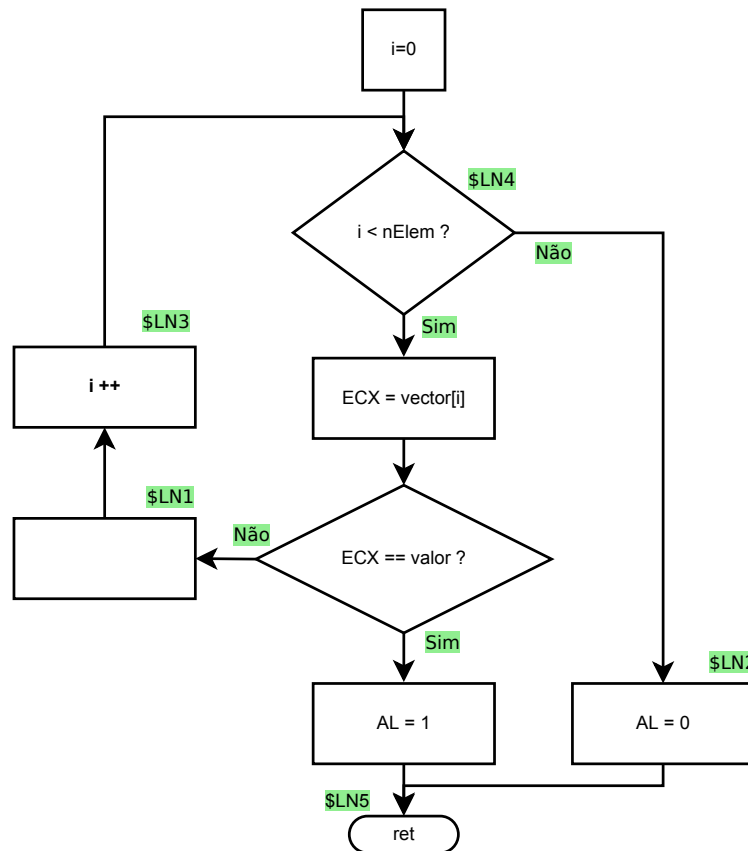 i=0
$LN4
i < nElem ?
Não
Sim
$LN3
i ++
ECX = vector[i]
$LN1
Não
ECX == valor ?
Sim
$LN2
AL = 1
AL = 0
$LN5
ret